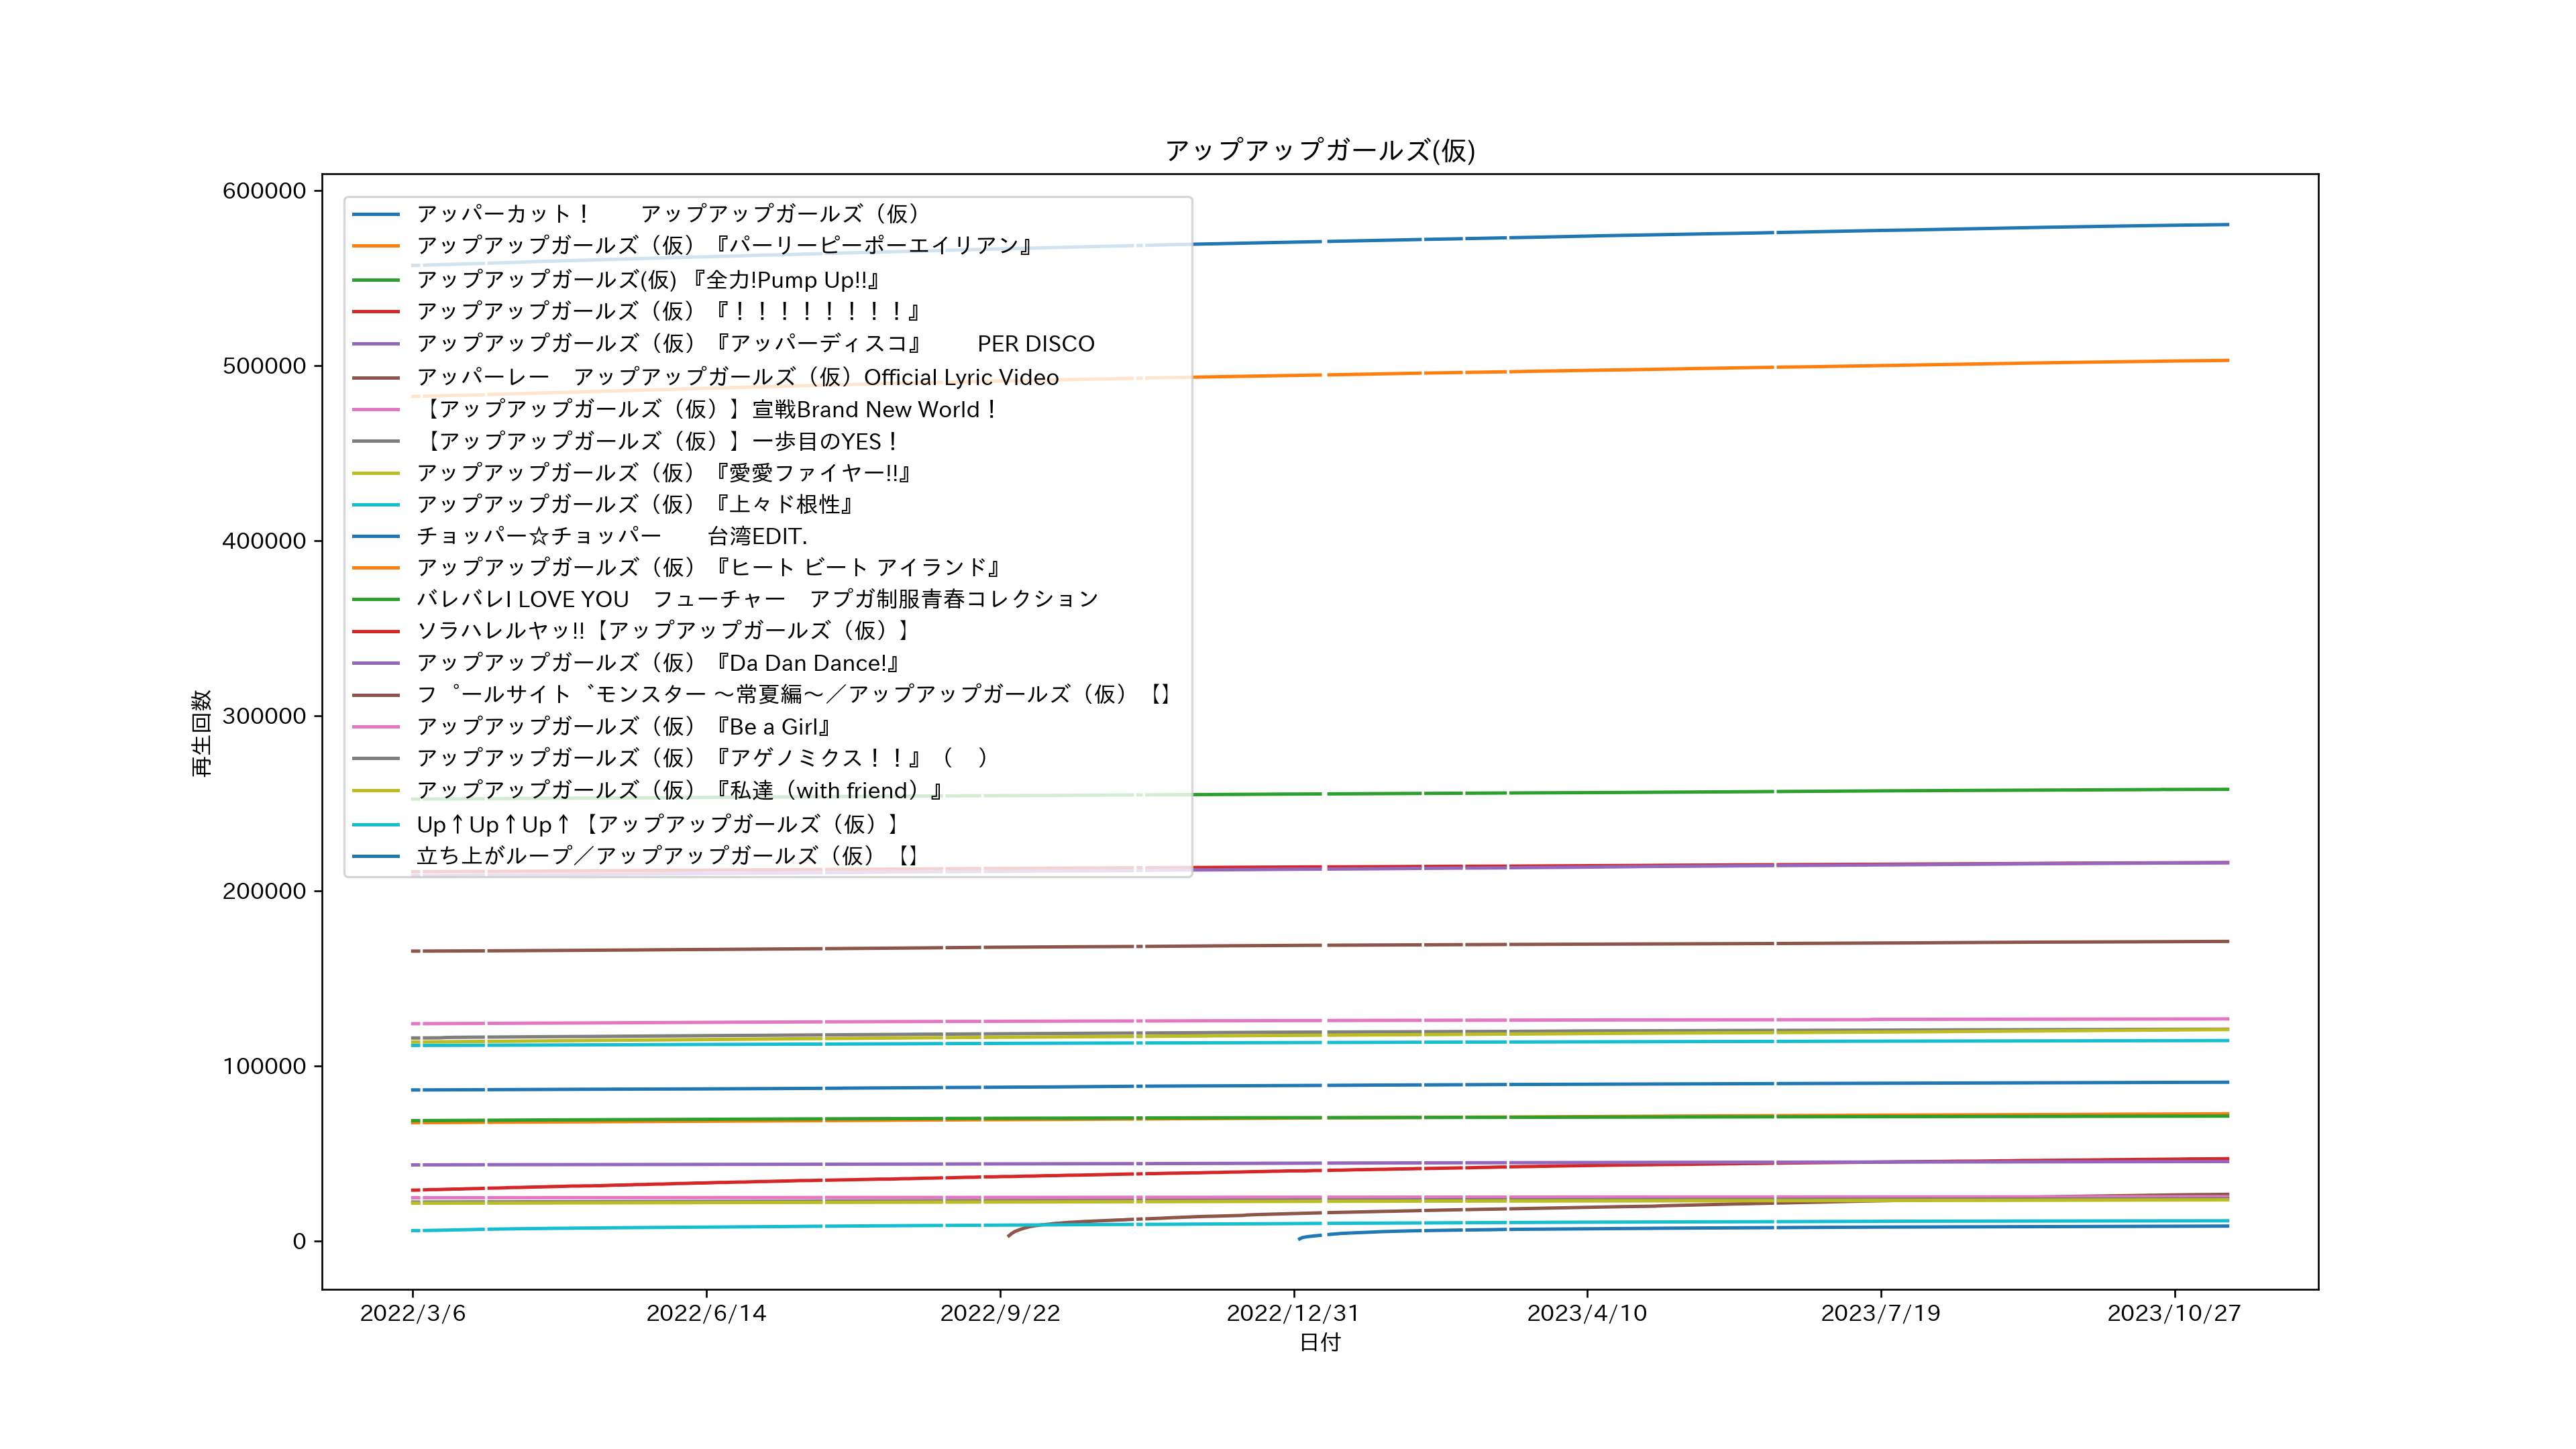 アップアップガールズ(仮)
600000
500000
400000
300000
200000
100000
0
再生回数
アッパーカット！　　アップアップガールズ（仮）
アップアップガールズ（仮）『パーリーピーポーエイリアン』
アップアップガールズ(仮) 『全力!Pump Up!!』
アップアップガールズ（仮）『！！！！！！！！』
アップアップガールズ（仮）『アッパーディスコ』　　PER DISCO
アッパーレー　アップアップガールズ（仮）Official Lyric Video
【アップアップガールズ（仮）】宣戦Brand New World！
【アップアップガールズ（仮）】一歩目のYES！
アップアップガールズ（仮）『愛愛ファイヤー!!』
アップアップガールズ（仮）『上々ド根性』
チョッパー☆チョッパー　　台湾EDIT.
アップアップガールズ（仮）『ヒート ビート アイランド』
バレバレI LOVE YOU　フューチャー　アプガ制服青春コレクション
ソラハレルヤッ!!【アップアップガールズ（仮）】
アップアップガールズ（仮）『Da Dan Dance!』
フ゜ールサイト゛モンスター ～常夏編～／アップアップガールズ（仮）【】
アップアップガールズ（仮）『Be a Girl』
アップアップガールズ（仮）『アゲノミクス！！』（　）
アップアップガールズ（仮）『私達（with friend）』
Up↑Up↑Up↑【アップアップガールズ（仮）】
立ち上がループ／アップアップガールズ（仮）【】
2022/3/6 2022/6/14 2022/9/22 2022/12/31 2023/4/10 2023/7/19 2023/10/27
日付